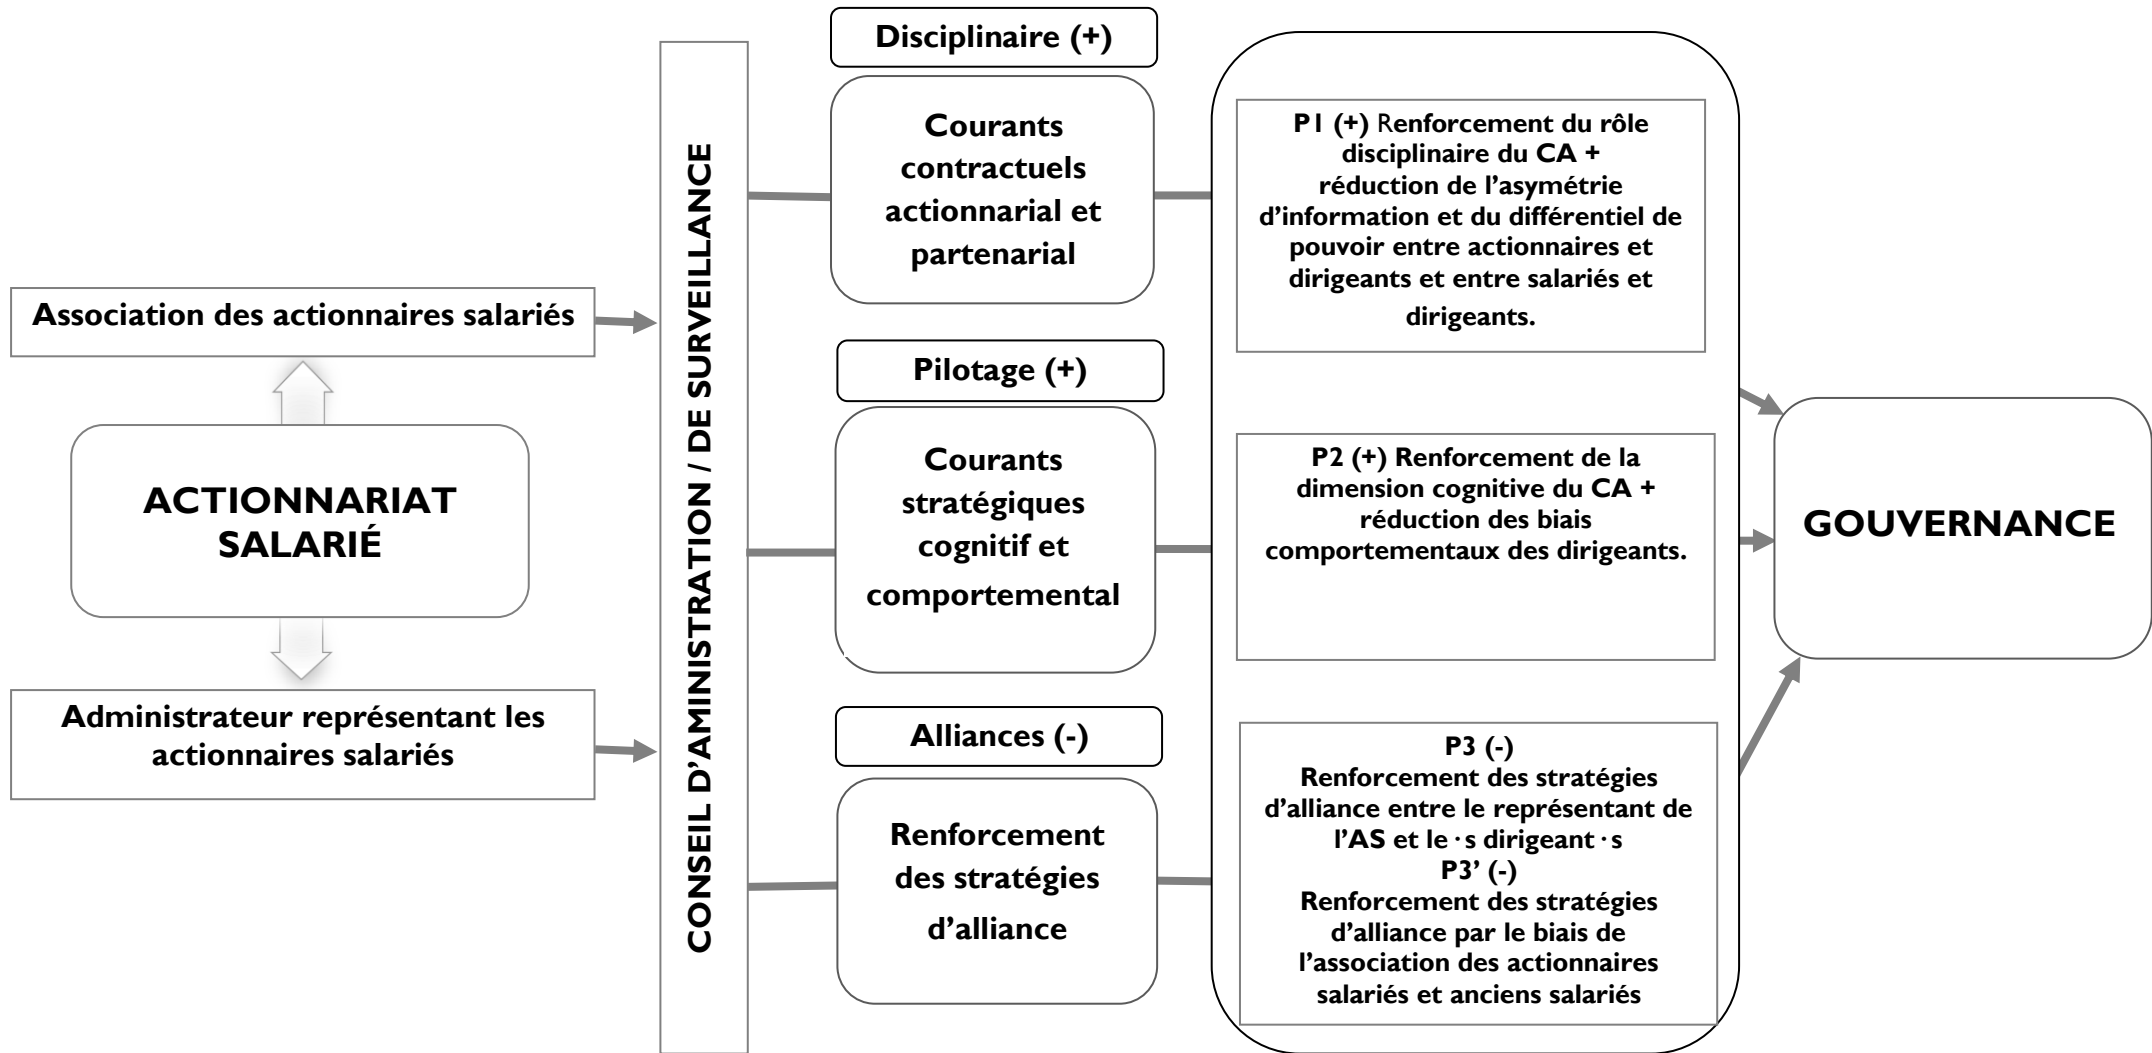 Association des actionnaires salariés
ACTIONNARIAT
SALARIÉ
Administrateur représentant les
actionnaires salariés
CONSEIL D’AMINISTRATION / DE SURVEILLANCE
Disciplinaire (+)
Courants
contractuels
actionnarial et
partenarial
Pilotage (+)
Courants
stratégiques
cognitif et
comportemental
Alliances (-)
Renforcement
des stratégies
d’alliance
P1 (+) Renforcement du rôle
disciplinaire du CA +
réduction de l’asymétrie
d’information et du différentiel de
pouvoir entre actionnaires et
dirigeants et entre salariés et
dirigeants.
P2 (+) Renforcement de la
dimension cognitive du CA +
réduction des biais
comportementaux des dirigeants.
P3 (-)
Renforcement des stratégies
d’alliance entre le représentant de
l’AS et le·s dirigeant·s
P3’ (-)
Renforcement des stratégies
d’alliance par le biais de
l’association des actionnaires
salariés et anciens salariés
GOUVERNANCE